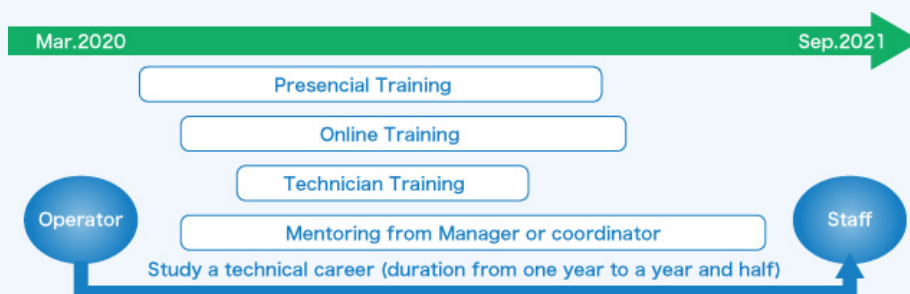 Mar.2020
Sep.2021
Presencial Training
Online Training
Technician Training
Operator
Staff
Mentoring from Manager or coordinator
Study a technical career (duration from one year to a year and half)